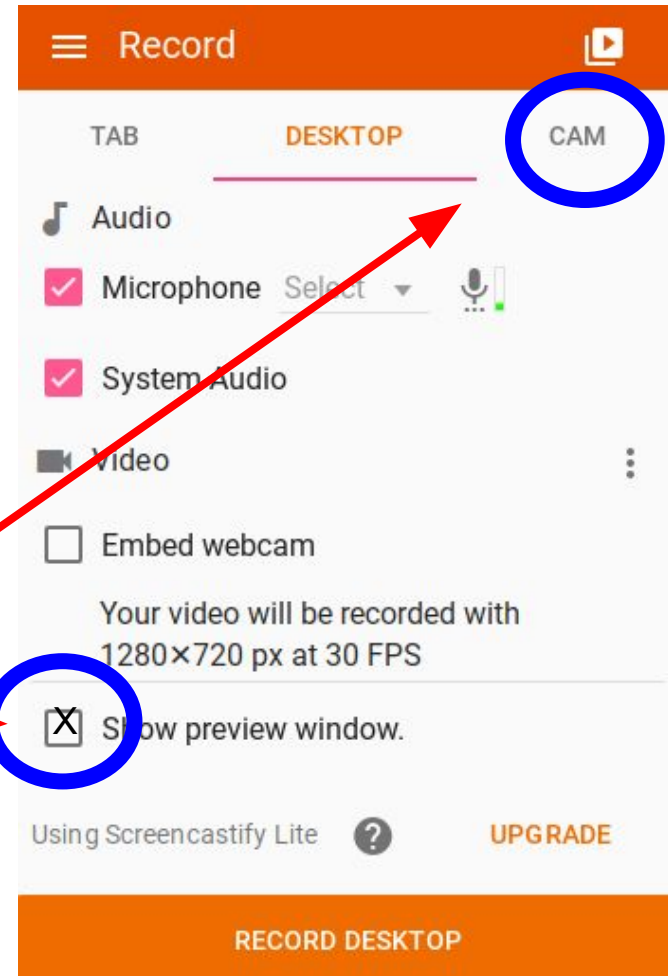 Record
TAB DESKTOP CAM
Audio
Microphone Select
System Audio
Video
Embed webcam
Your video will be recorded with
1280×720 px at 30 FPS
X Show preview window.
Using Screencastify Lite ? UPGRADE
RECORD DESKTOP